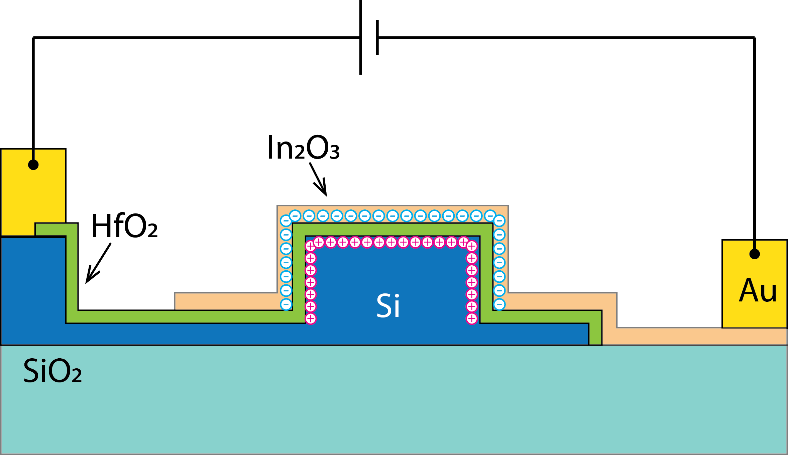 In₂O₃
HfO₂
Si
Au
SiO₂